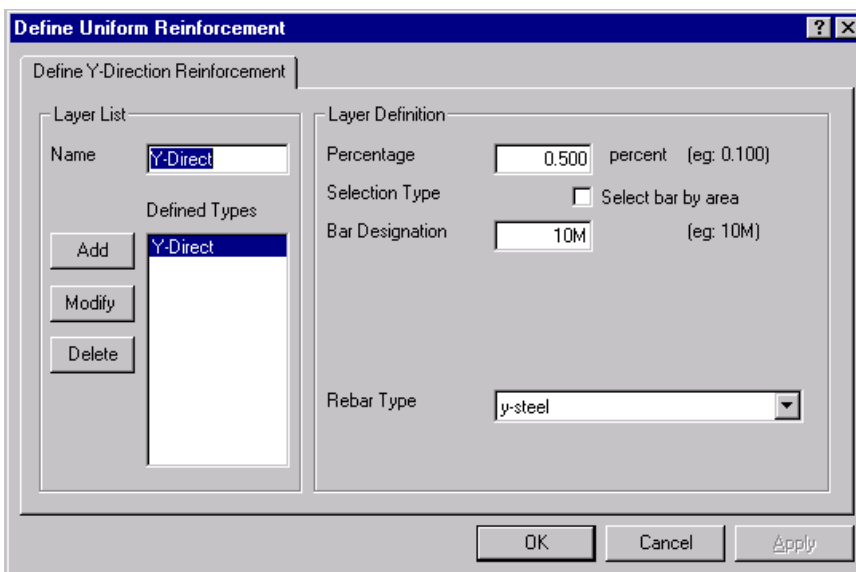 Define Uniform Reinforcement
Define Y-Direction Reinforcement
Layer List
Name
Y-Direct
Defined Types
Y-Direct
Add
Modify
Delete
Layer Definition
Percentage
0.500
percent
(eg: 0.100)
Selection Type
Select bar by area
Bar Designation
10M
(eg: 10M)
Rebar Type
y-steel
OK
Cancel
Apply